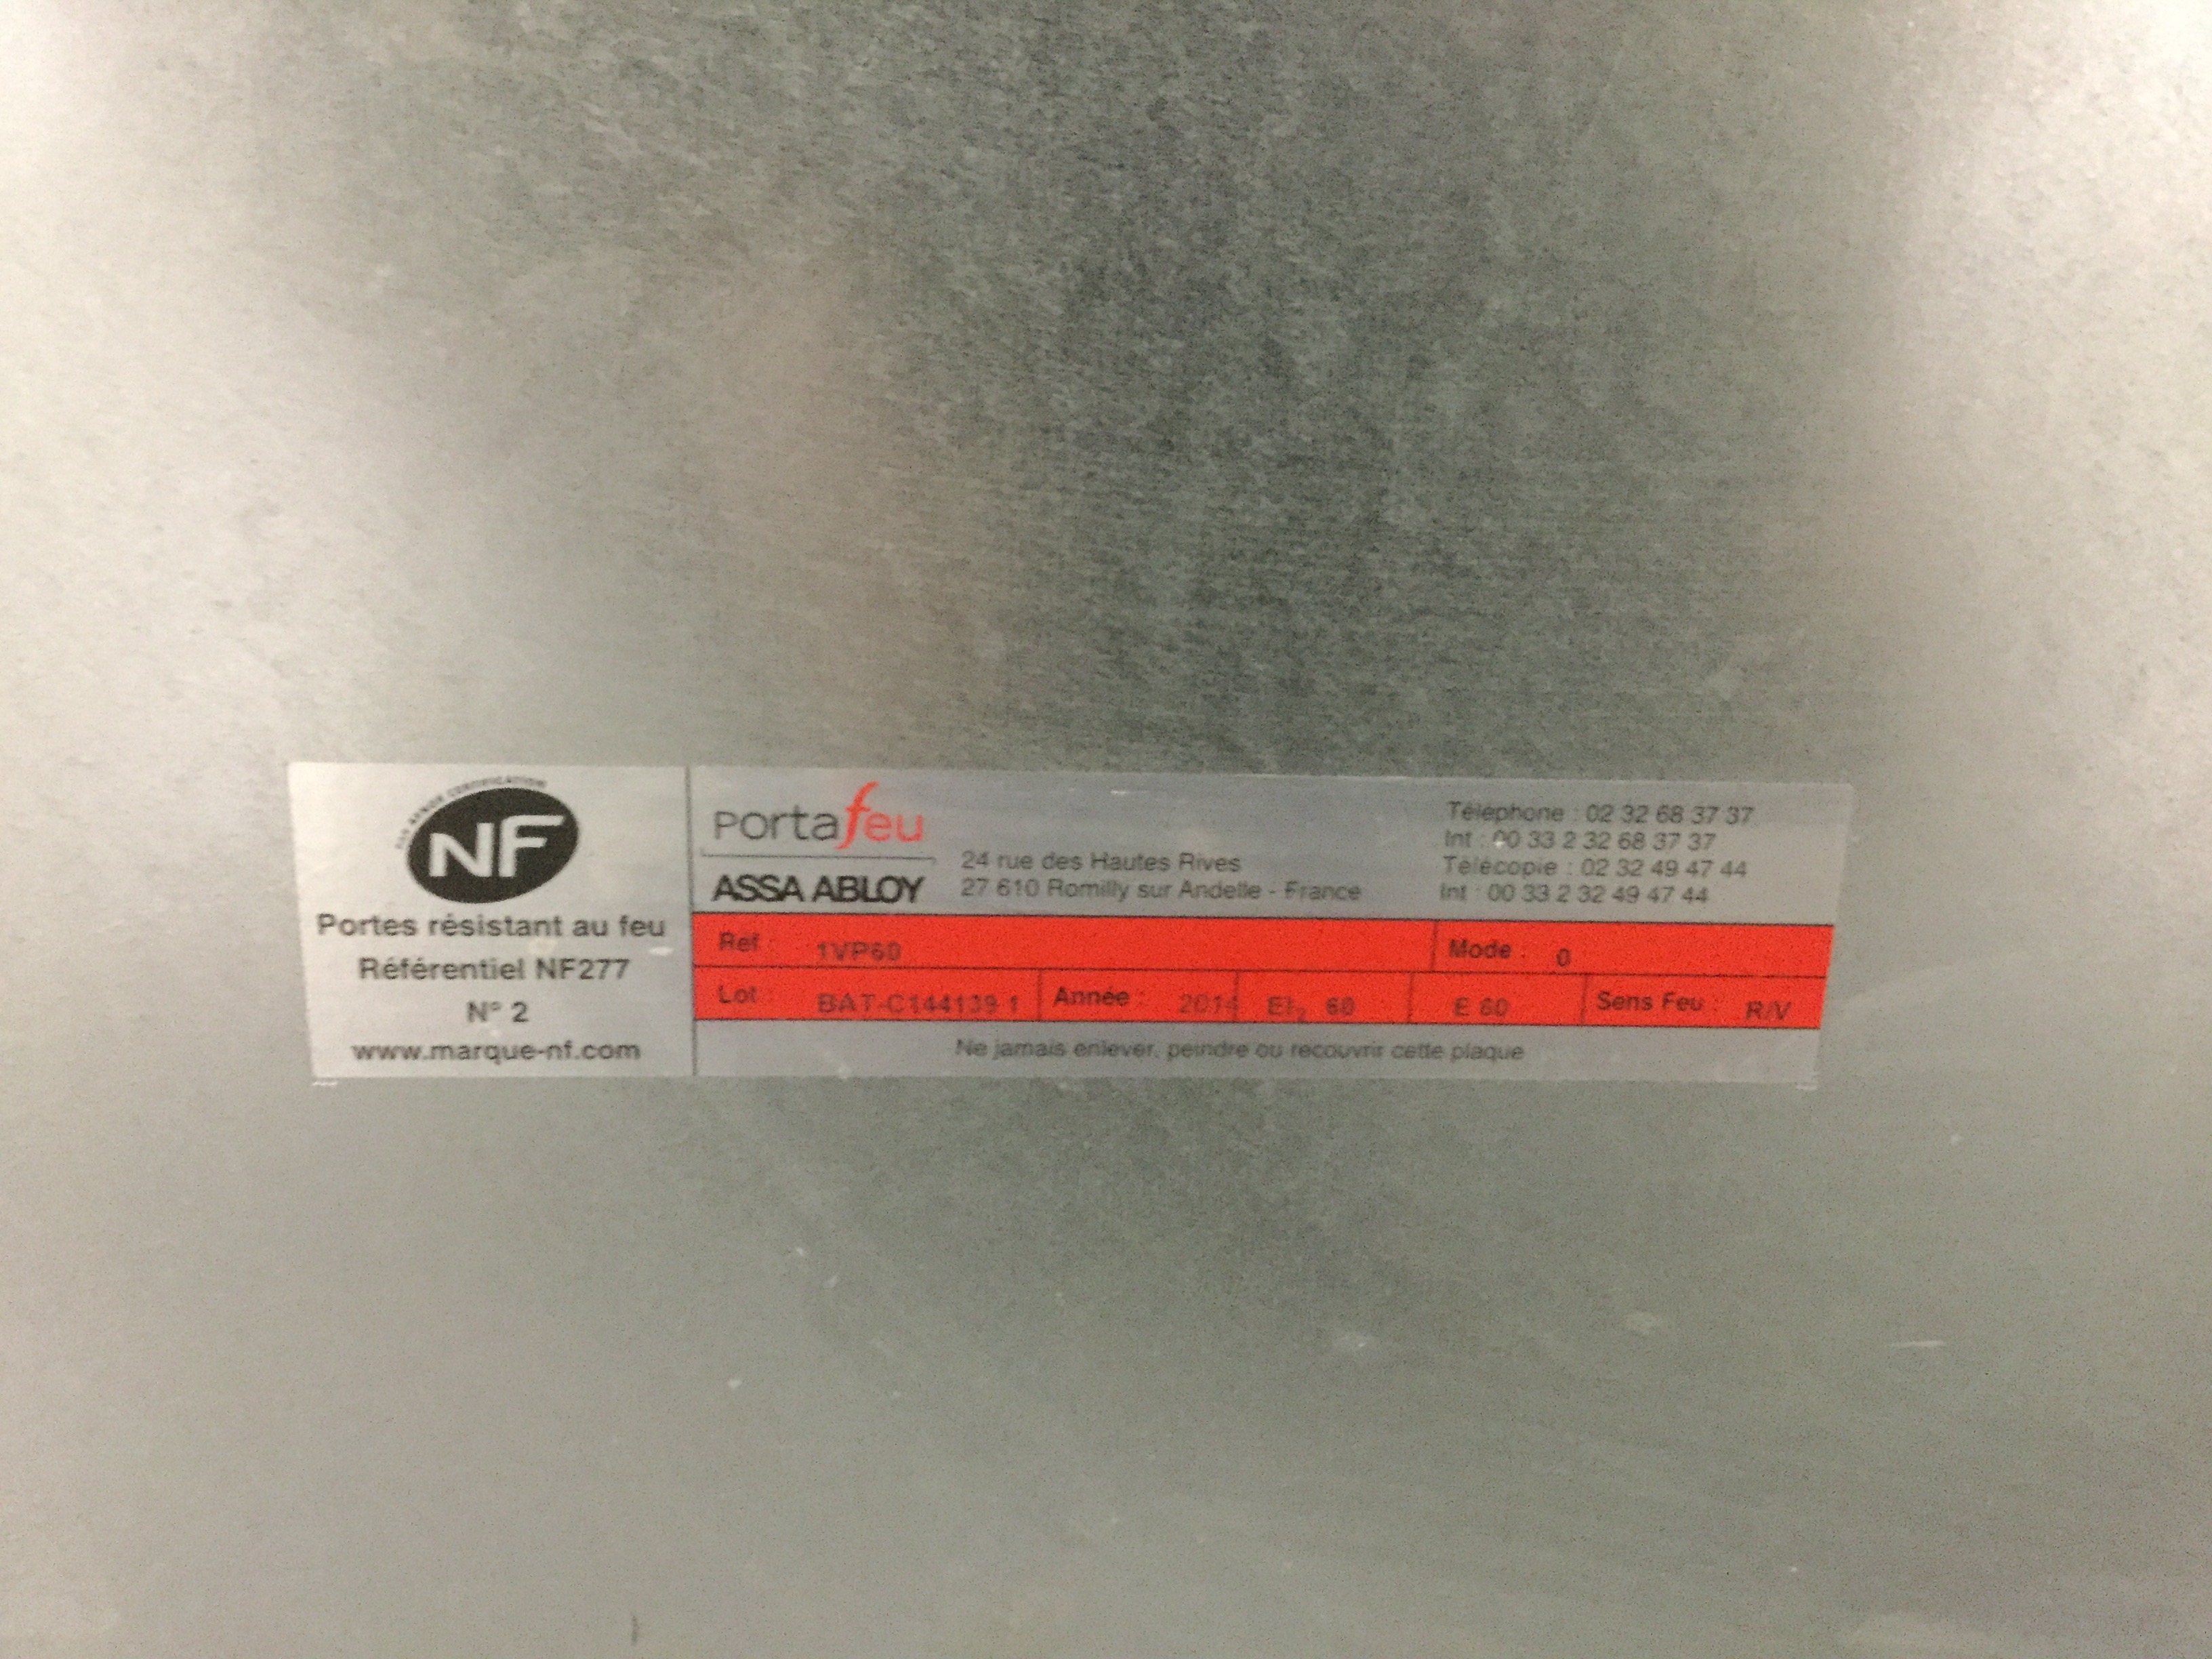 NF
Portes résistant au feu
Référentiel NF277
N° 2
www.marque-nf.com
portafeu
ASSA ABLOY
24 rue des Hautes Rives
27 610 Romilly sur Andelle - France
Téléphone : 02 32 68 37 37
Int : 00 33 2 32 68 37 37
Télécopie : 02 32 49 47 44
Int : 00 33 2 32 49 47 44
Ref : 1VP60
Mode : 0
Lot : BAT-C144139 1
Année : 2014
EI₂ 60
E 60
Sens Feu : R/V
Ne jamais enlever, peindre ou recouvrir cette plaque